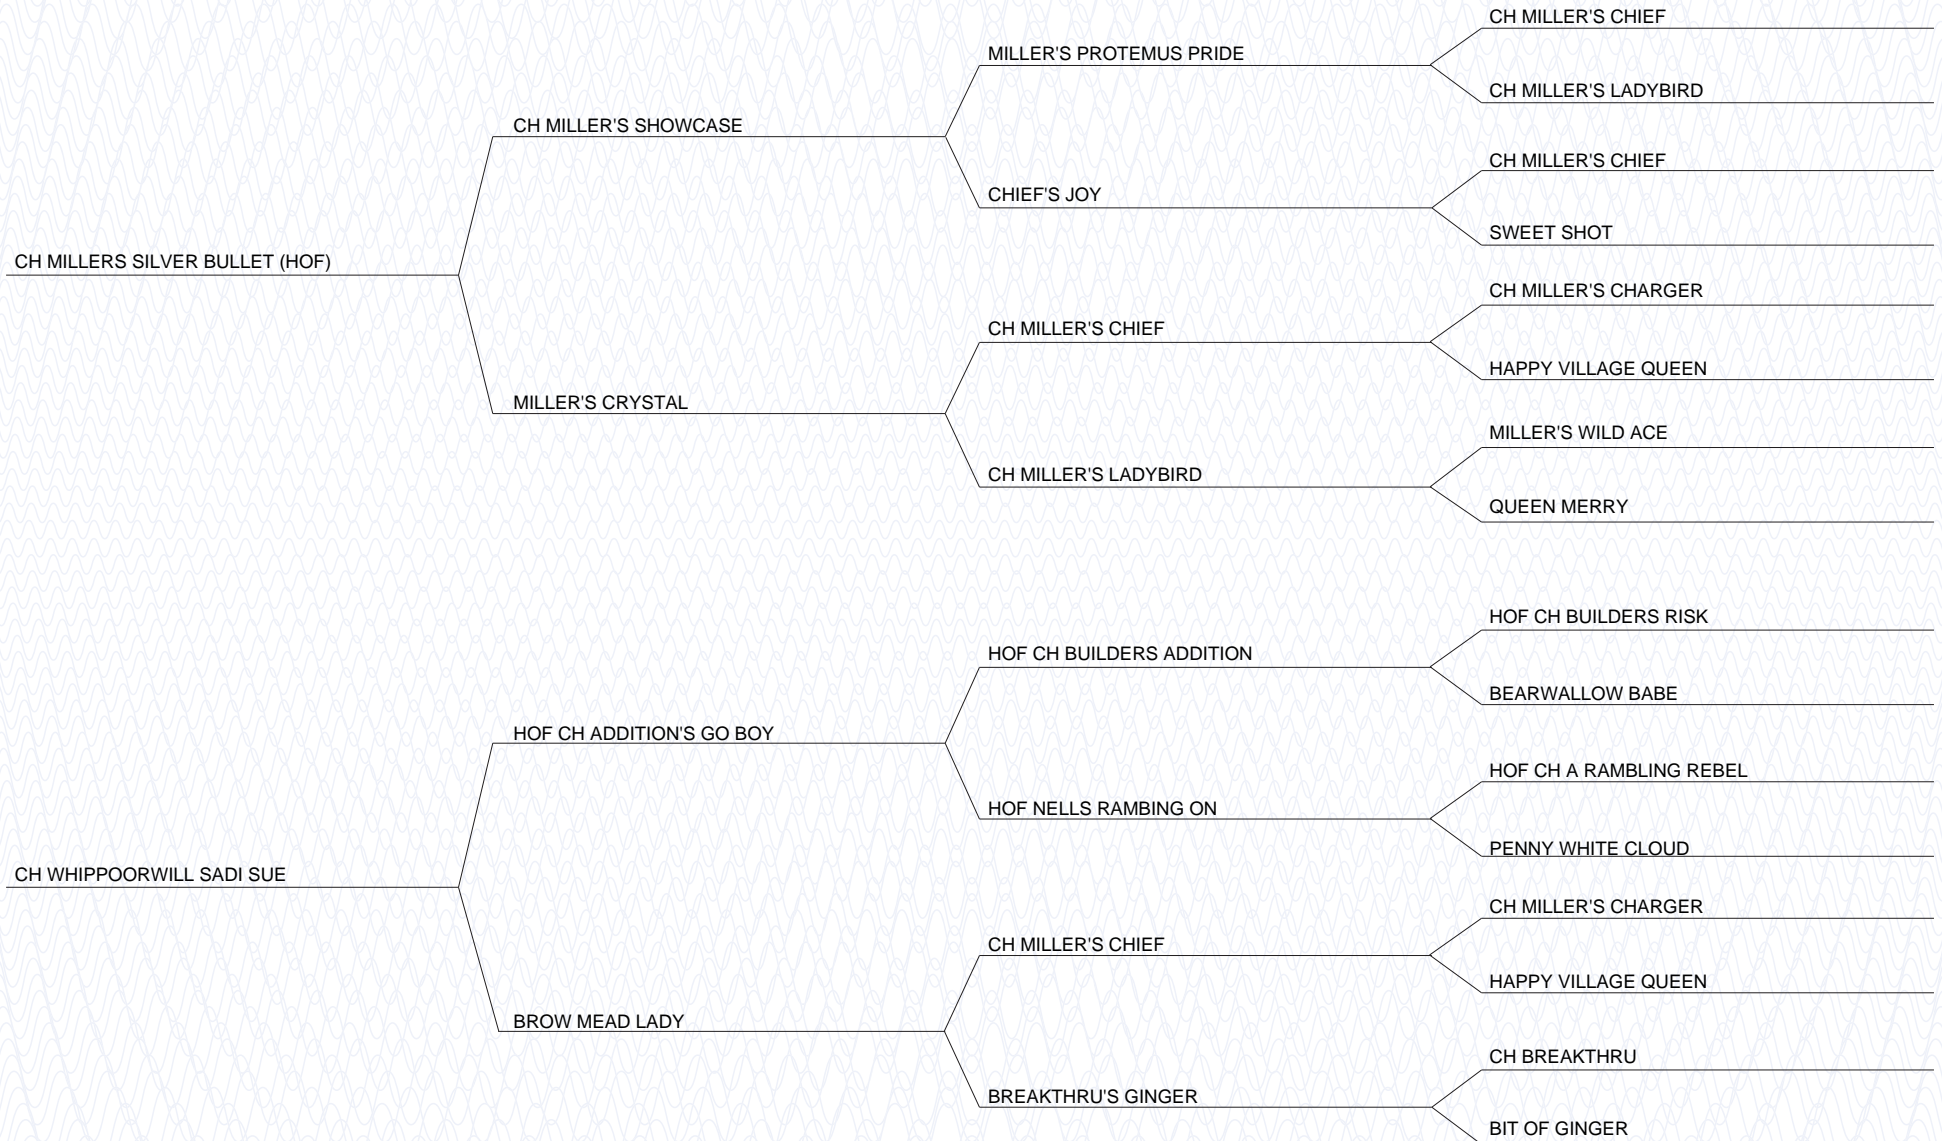 CH MILLER'S CHIEF
MILLER'S PROTEMUS PRIDE
CH MILLER'S LADYBIRD
CH MILLER'S SHOWCASE
CH MILLER'S CHIEF
CHIEF'S JOY
SWEET SHOT
CH MILLERS SILVER BULLET (HOF)
CH MILLER'S CHARGER
CH MILLER'S CHIEF
HAPPY VILLAGE QUEEN
MILLER'S CRYSTAL
MILLER'S WILD ACE
CH MILLER'S LADYBIRD
QUEEN MERRY
HOF CH BUILDERS RISK
HOF CH BUILDERS ADDITION
BEARWALLOW BABE
HOF CH ADDITION'S GO BOY
HOF CH A RAMBLING REBEL
HOF NELLS RAMBING ON
PENNY WHITE CLOUD
CH WHIPPOORWILL SADI SUE
CH MILLER'S CHARGER
CH MILLER'S CHIEF
HAPPY VILLAGE QUEEN
BROW MEAD LADY
CH BREAKTHRU
BREAKTHRU'S GINGER
BIT OF GINGER